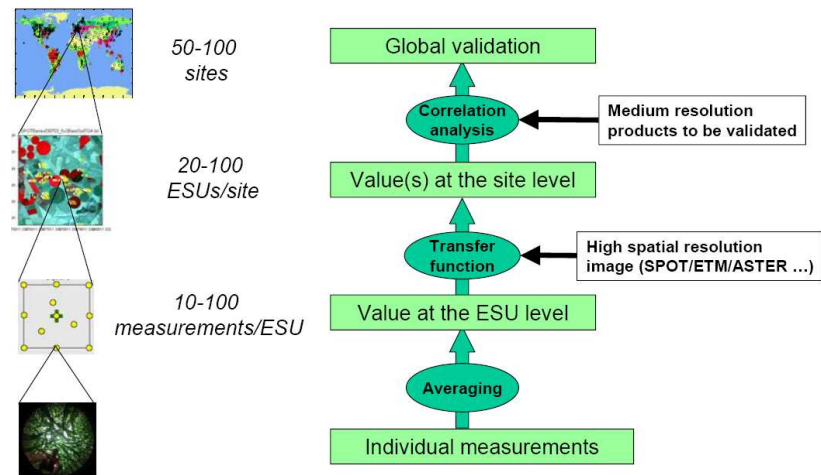 50-100
sites
Global validation
Correlation
analysis
Medium resolution
products to be validated
20-100
ESUs/site
Value(s) at the site level
Transfer
function
High spatial resolution
image (SPOT/ETM/ASTER ...)
10-100
measurements/ESU
Value at the ESU level
Averaging
Individual measurements